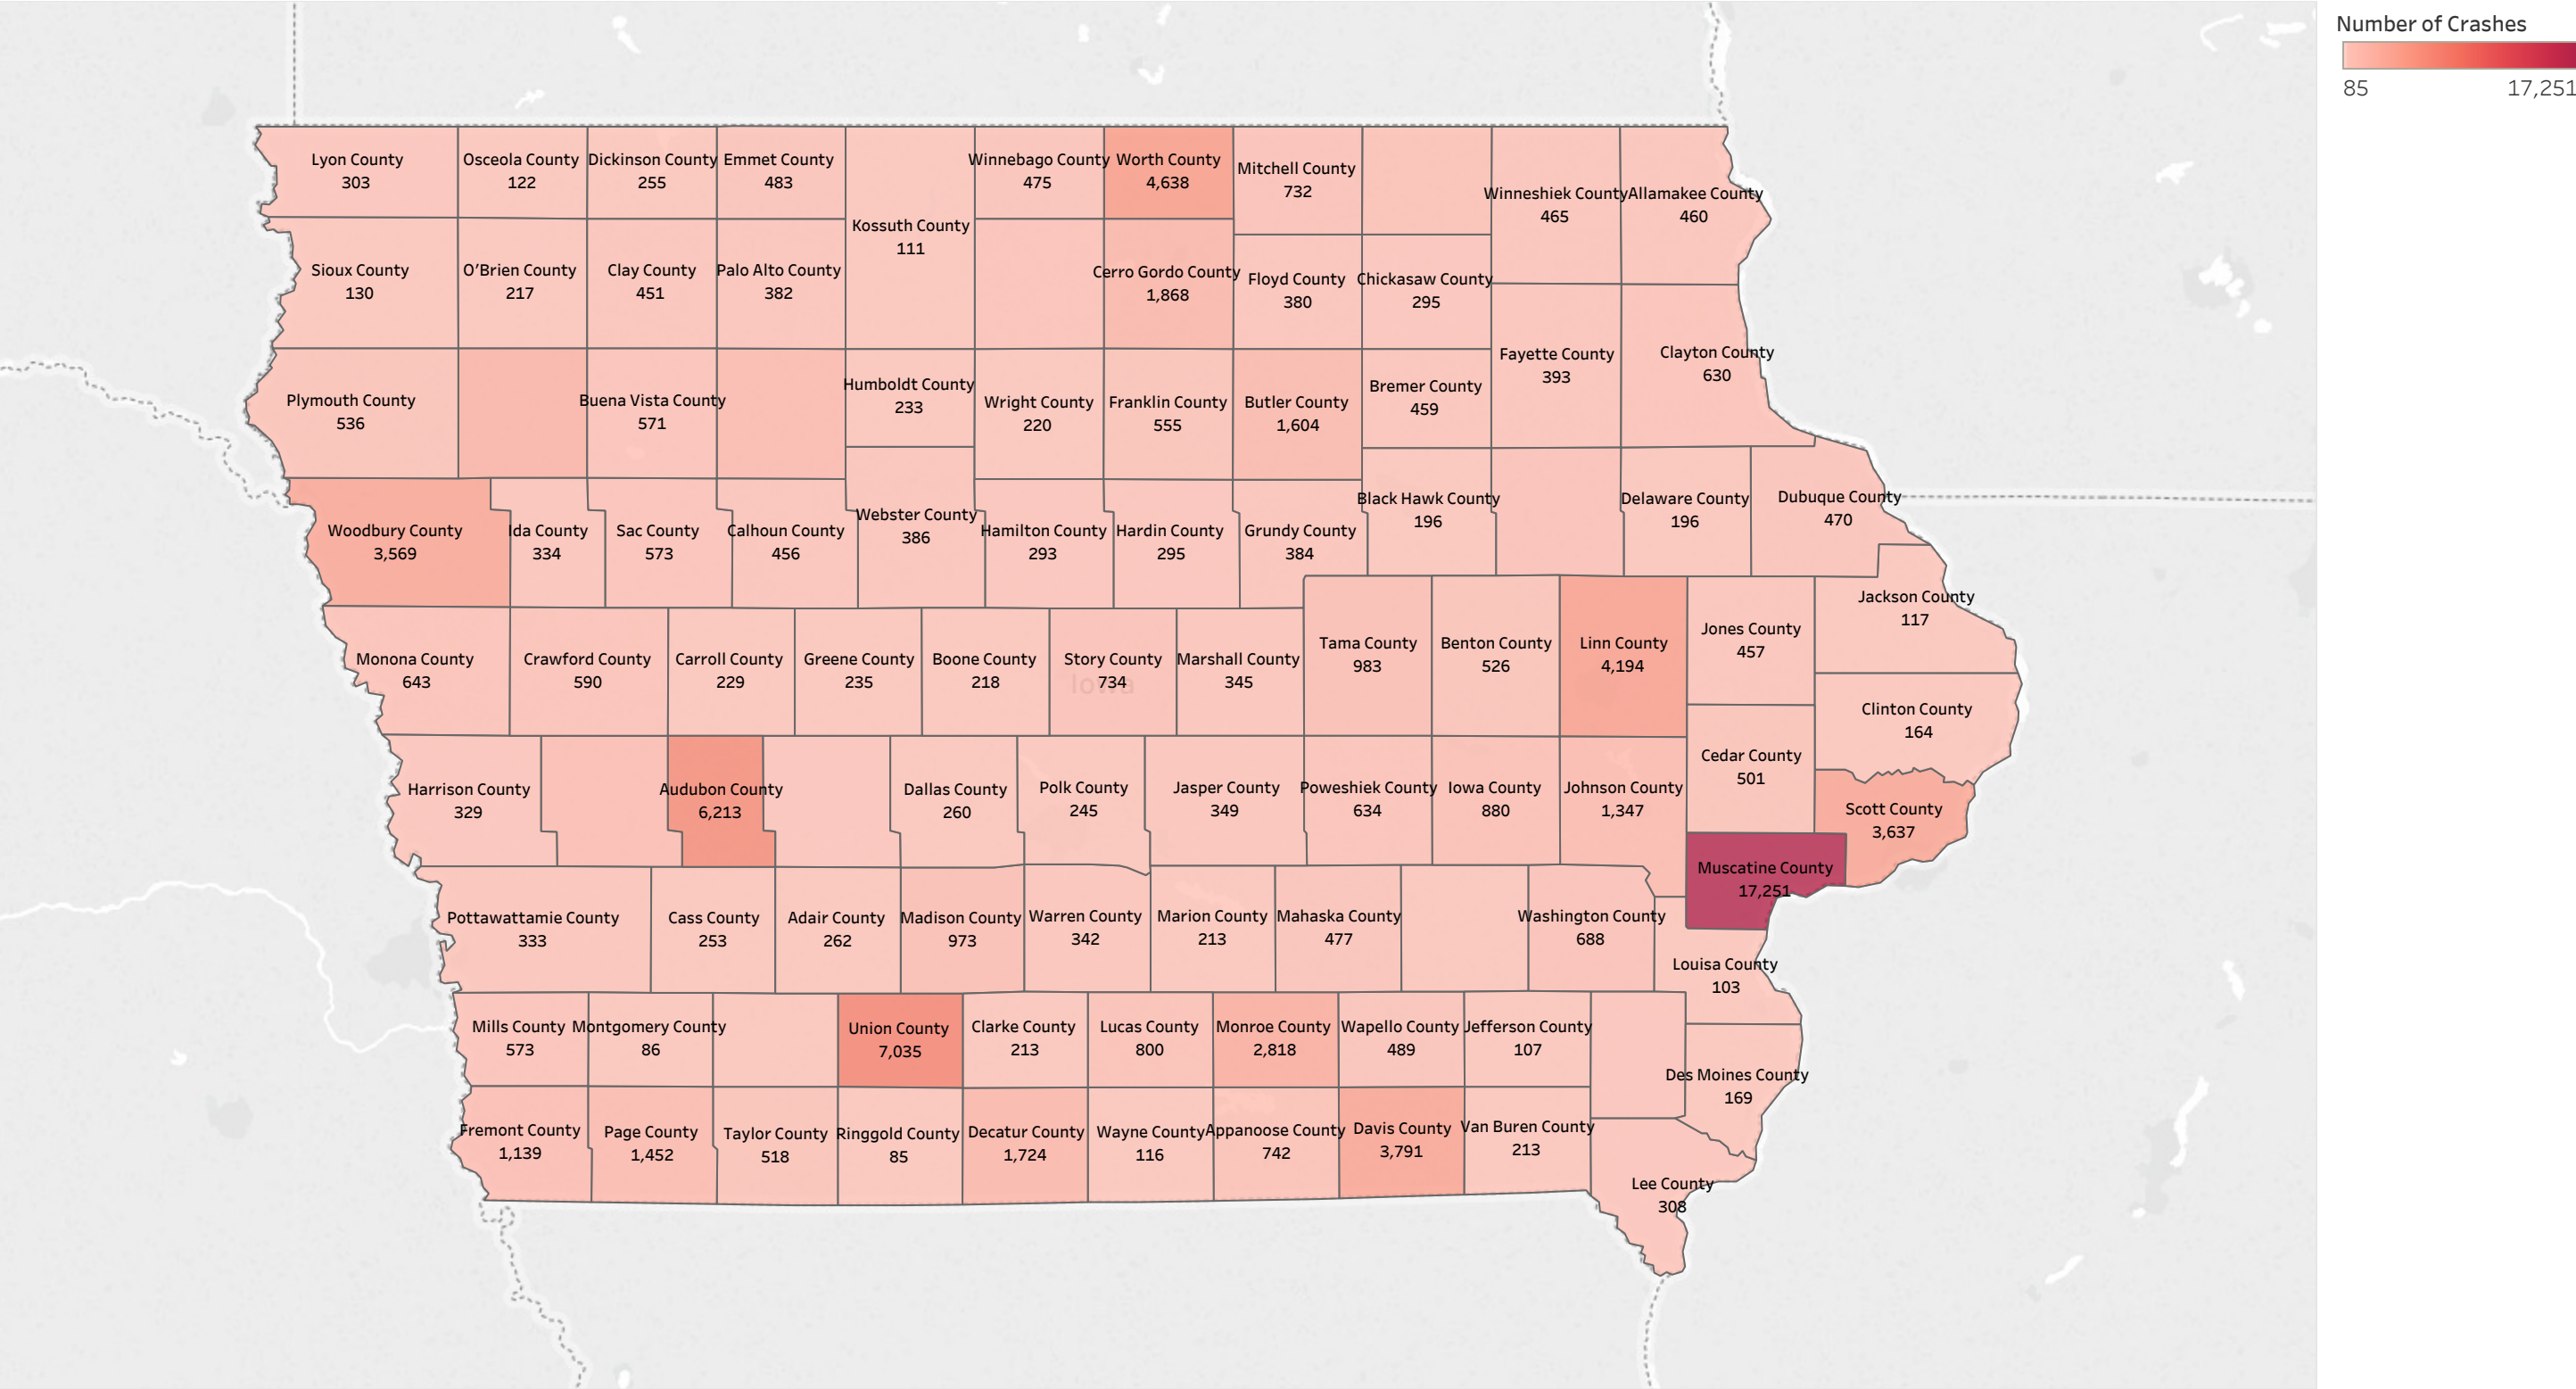 Number of Crashes
85 17,251
Lyon County
303
Osceola County
122
Dickinson County
255
Emmet County
483
Kossuth County
111
Winnebago County
475
Worth County
4,638
Mitchell County
732
Winneshiek County
465
Allamakee County
460
Sioux County
130
O’Brien County
217
Clay County
451
Palo Alto County
382
Cerro Gordo County
1,868
Floyd County
380
Chickasaw County
295
Fayette County
393
Clayton County
630
Plymouth County
536
Buena Vista County
571
Humboldt County
233
Wright County
220
Franklin County
555
Butler County
1,604
Bremer County
459
Woodbury County
3,569
Ida County
334
Sac County
573
Calhoun County
456
Webster County
386
Hamilton County
293
Hardin County
295
Grundy County
384
Black Hawk County
196
Delaware County
196
Dubuque County
470
Jackson County
117
Monona County
643
Crawford County
590
Carroll County
229
Greene County
235
Boone County
218
Story County
734
Iowa
Marshall County
345
Tama County
983
Benton County
526
Linn County
4,194
Jones County
457
Clinton County
164
Harrison County
329
Audubon County
6,213
Dallas County
260
Polk County
245
Jasper County
349
Poweshiek County
634
Iowa County
880
Johnson County
1,347
Cedar County
501
Scott County
3,637
Muscatine County
17,251
Pottawattamie County
333
Cass County
253
Adair County
262
Madison County
973
Warren County
342
Marion County
213
Mahaska County
477
Washington County
688
Louisa County
103
Mills County
573
Montgomery County
86
Union County
7,035
Clarke County
213
Lucas County
800
Monroe County
2,818
Wapello County
489
Jefferson County
107
Des Moines County
169
Fremont County
1,139
Page County
1,452
Taylor County
518
Ringgold County
85
Decatur County
1,724
Wayne County
116
Appanoose County
742
Davis County
3,791
Van Buren County
213
Lee County
308